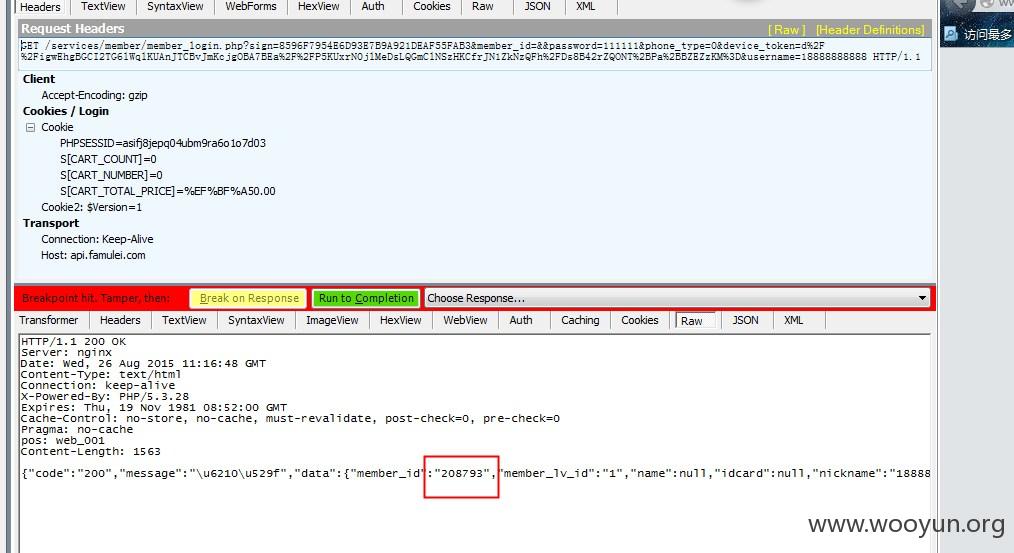 Headers TextView SyntaxView WebForms HexView Auth Cookies Raw JSON XML
Request Headers [ Raw ] [Header Definitions]
GET /services/member/member_login.php?sign=8596F7954E6D93E7B9A921DEAF55FAB3&member_id=&&password=111111&phone_type=0&device_token=d%2F
%2FigwEhgBGCI2TG6lWqlKUAnJTCBvJmKcjgOBA7BEa%2F%2FP5KUxrNOjlMeDsLQGmClNSzHKCfrJNlZkNzQFh%2FDs8B42rZQONT%2BPa%2BBZEZzKM%3D&username=18888888888 HTTP/1.1
Client
Accept-Encoding: gzip
Cookies / Login
Cookie
PHPSESSID=asifj8jepq04ubm9ra6o1o7d03
S[CART_COUNT]=0
S[CART_NUMBER]=0
S[CART_TOTAL_PRICE]=%EF%BF%A50.00
Cookie2: $Version=1
Transport
Connection: Keep-Alive
Host: api.famulei.com
访问最多
Breakpoint hit. Tamper, then: Break on Response Run to Completion Choose Response...
Transformer Headers TextView SyntaxView ImageView HexView WebView Auth Caching Cookies Raw JSON XML
HTTP/1.1 200 OK
Server: nginx
Date: Wed, 26 Aug 2015 11:16:48 GMT
Content-Type: text/html
Connection: keep-alive
X-Powered-By: PHP/5.3.28
Expires: Thu, 19 Nov 1981 08:52:00 GMT
Cache-Control: no-store, no-cache, must-revalidate, post-check=0, pre-check=0
Pragma: no-cache
pos: web_001
Content-Length: 1563
{"code":"200","message":"\u6210\u529f","data":{"member_id":"208793","member_lv_id":"1","name":null,"idcard":null,"nickname":"18888
www.wooyun.org